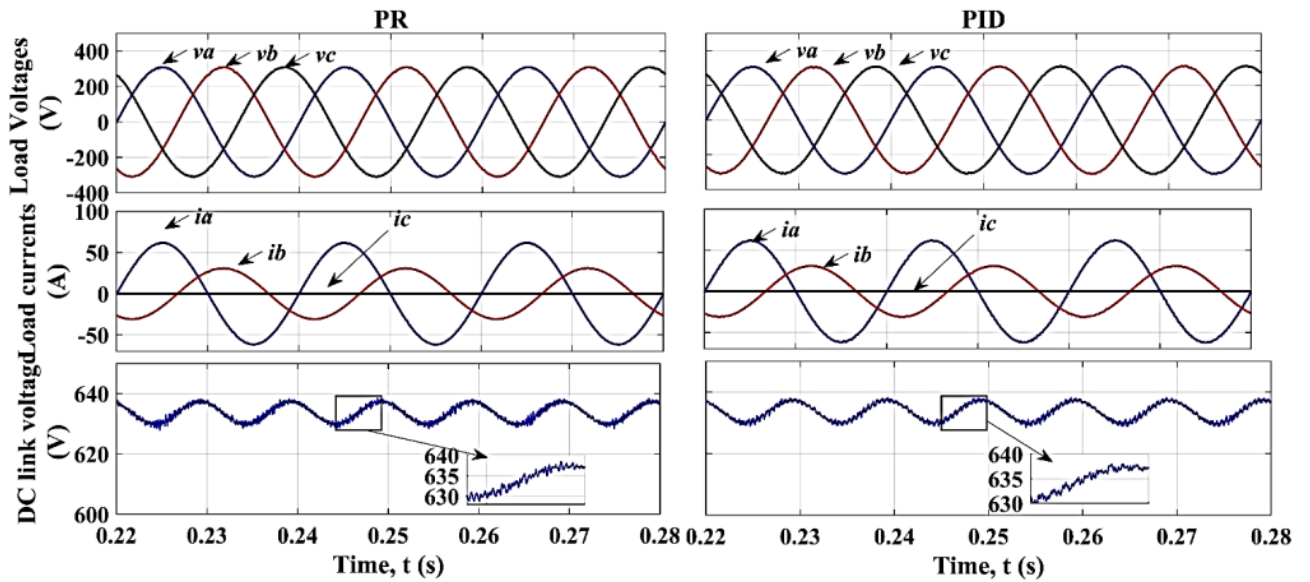 PR
PID
Load Voltages
(V)
400
200
0
-200
-400
va
vb
vc
va
vb
vc
Load currrents
(A)
100
50
0
-50
ia
ib
ic
ia
ib
ic
DC link voltage
(V)
640
620
600
640
635
630
640
635
630
0.22
0.23
0.24
0.25
0.26
0.27
0.28
0.22
0.23
0.24
0.25
0.26
0.27
0.28
Time, t (s)
Time, t (s)